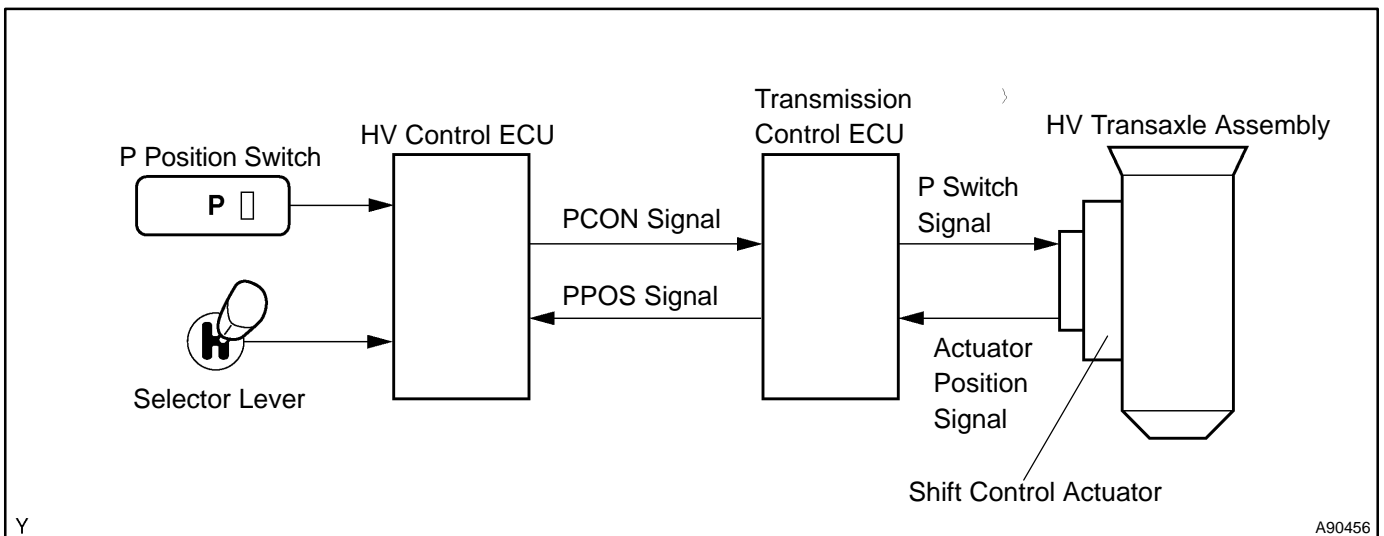 P Position Switch
P
Selector Lever
HV Control ECU
PCON Signal
PPOS Signal
Transmission
Control ECU
P Switch
Signal
Actuator
Position
Signal
HV Transaxle Assembly
Shift Control Actuator
Y
A90456